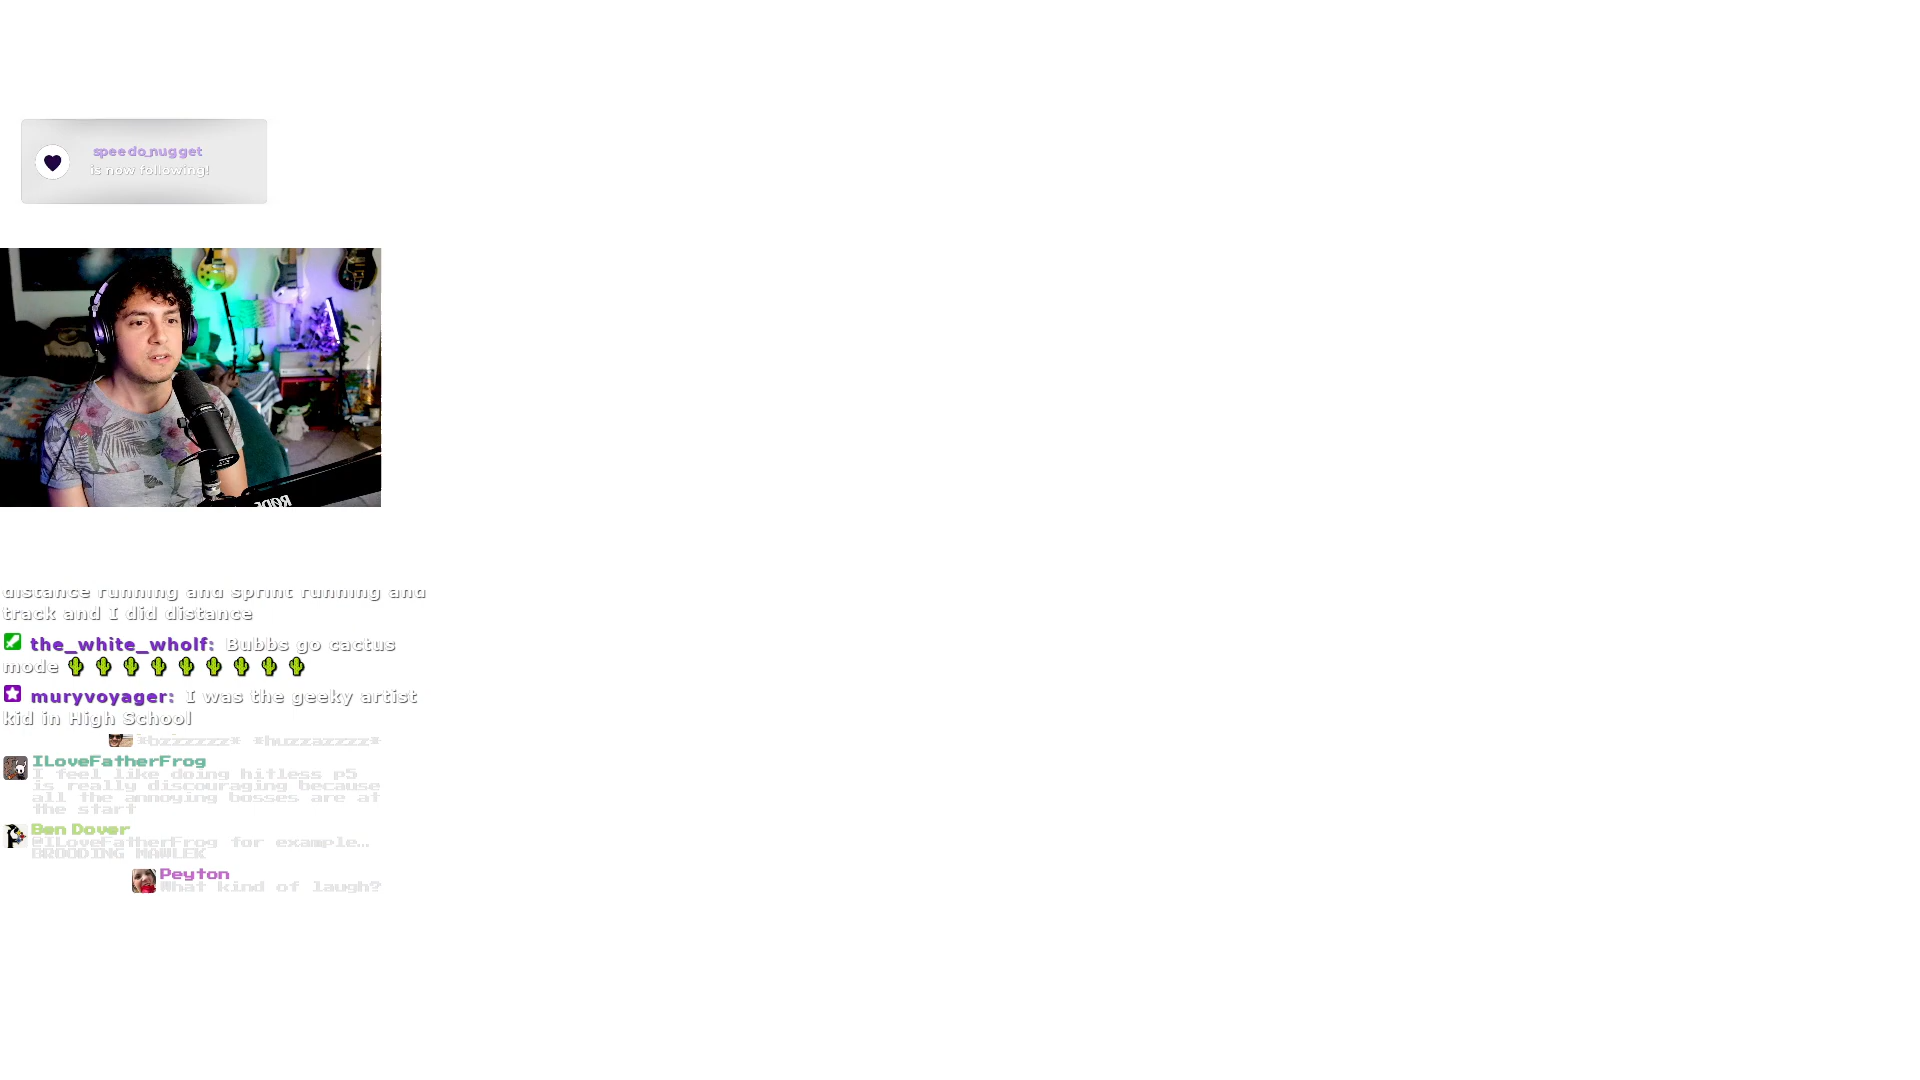 speedo_nugget
is now following!
RØDE
distance running and sprint running and
track and I did distance
the_white_wholf: Bubbs go cactus
mode 🌵 🌵 🌵 🌵 🌵 🌵 🌵 🌵 🌵
muryvoyager: I was the geeky artist
kid in High School
*bzzzzzz* *huzzarzzz*
ILoveFatherFrog
I feel like doing hitless p5
is really discouraging because
all the annoying bosses are at
the start
Ben Dover
@ILoveFatherFrog for example...
BROODING MAWLEK
Peyton
What kind of laugh?